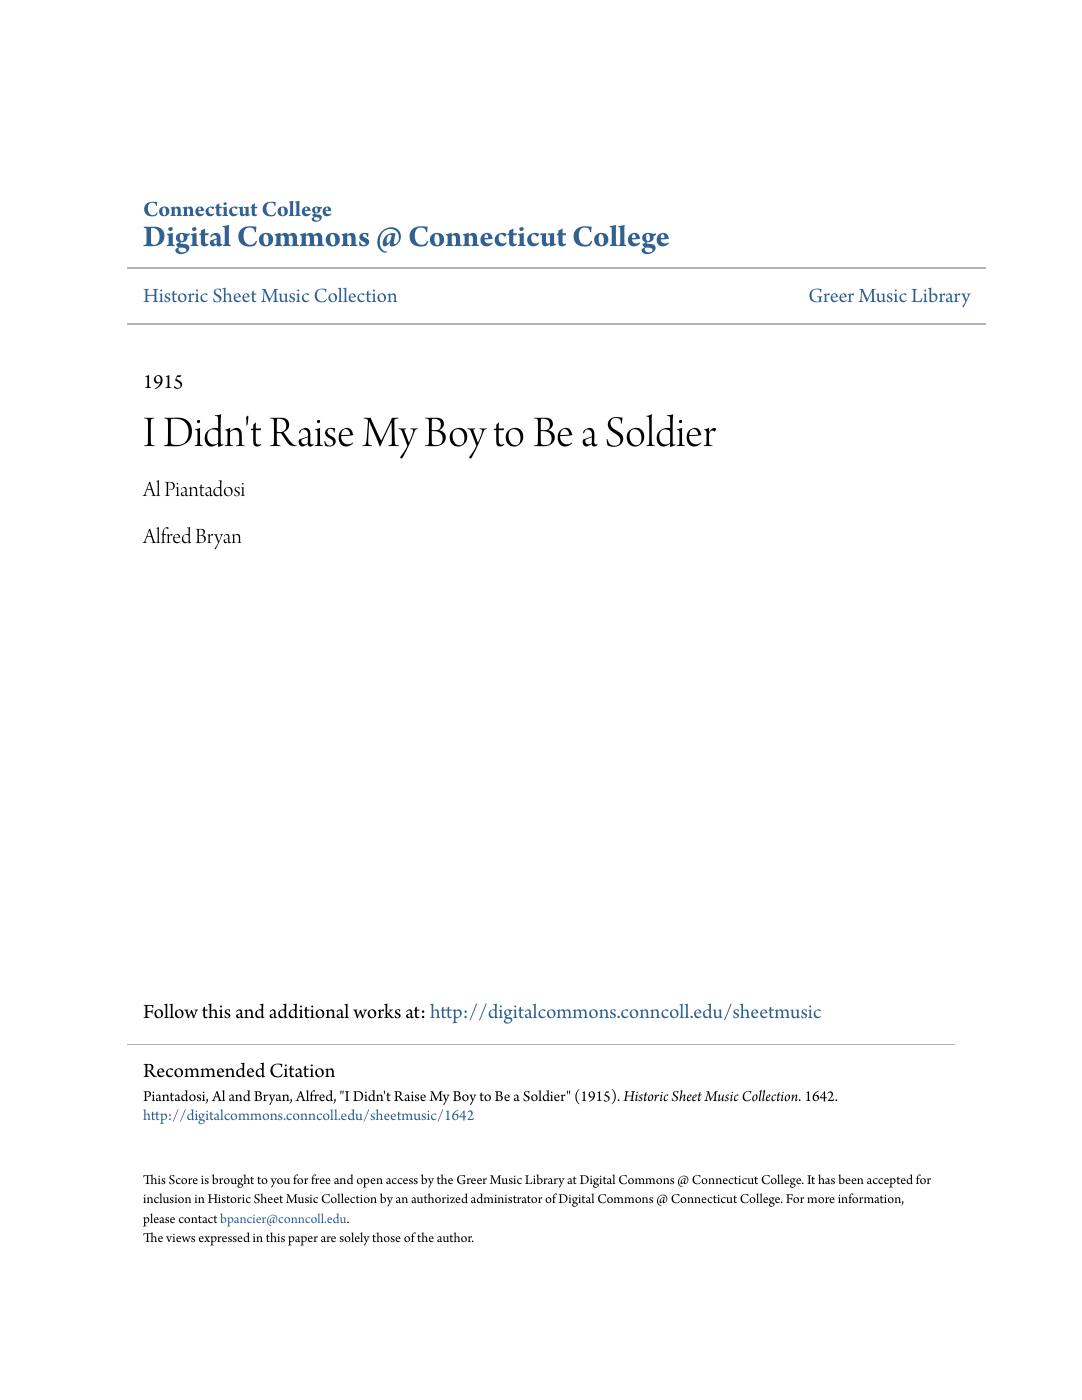 Connecticut College
Digital Commons @ Connecticut College
Historic Sheet Music Collection
Greer Music Library
1915
I Didn't Raise My Boy to Be a Soldier
Al Piantadosi
Alfred Bryan
Follow this and additional works at: http://digitalcommons.conncoll.edu/sheetmusic
Recommended Citation
Piantadosi, Al and Bryan, Alfred, "I Didn't Raise My Boy to Be a Soldier" (1915). Historic Sheet Music Collection. 1642.
http://digitalcommons.conncoll.edu/sheetmusic/1642
This Score is brought to you for free and open access by the Greer Music Library at Digital Commons @ Connecticut College. It has been accepted for
inclusion in Historic Sheet Music Collection by an authorized administrator of Digital Commons @ Connecticut College. For more information,
please contact bpancier@conncoll.edu.
The views expressed in this paper are solely those of the author.